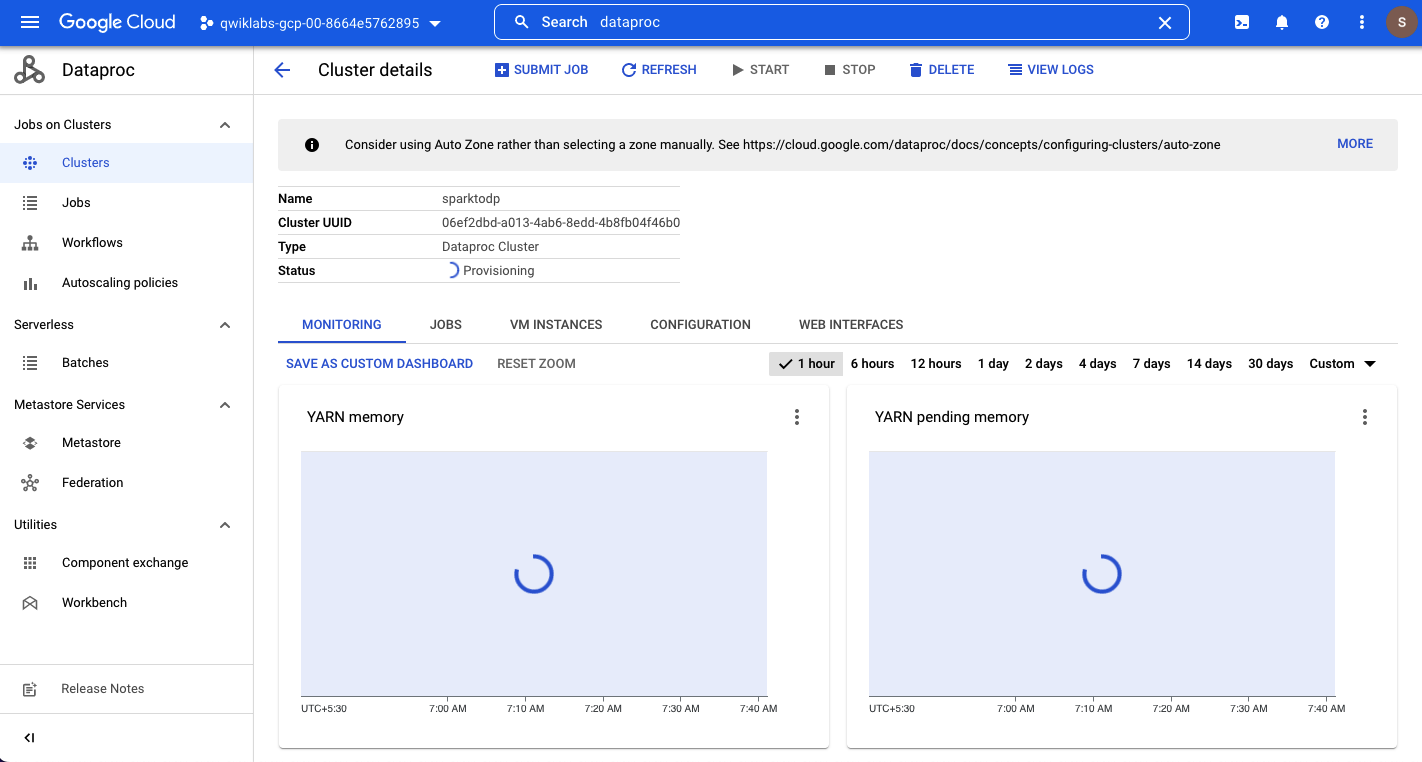 Google Cloud qwiklabs-gcp-00-8664e5762895 Search dataproc S
Dataproc
Jobs on Clusters
Clusters
Jobs
Workflows
Autoscaling policies
Serverless
Batches
Metastore Services
Metastore
Federation
Utilities
Component exchange
Workbench
Release Notes
Cluster details SUBMIT JOB REFRESH START STOP DELETE VIEW LOGS
Consider using Auto Zone rather than selecting a zone manually. See https://cloud.google.com/dataproc/docs/concepts/configuring-clusters/auto-zone MORE
Name sparktodp
Cluster UUID 06ef2dbd-a013-4ab6-8edd-4b8fb04f46b0
Type Dataproc Cluster
Status Provisioning
MONITORING JOBS VM INSTANCES CONFIGURATION WEB INTERFACES
SAVE AS CUSTOM DASHBOARD RESET ZOOM 1 hour 6 hours 12 hours 1 day 2 days 4 days 7 days 14 days 30 days Custom
YARN memory
UTC+5:30 7:00 AM 7:10 AM 7:20 AM 7:30 AM 7:40 AM
YARN pending memory
UTC+5:30 7:00 AM 7:10 AM 7:20 AM 7:30 AM 7:40 AM